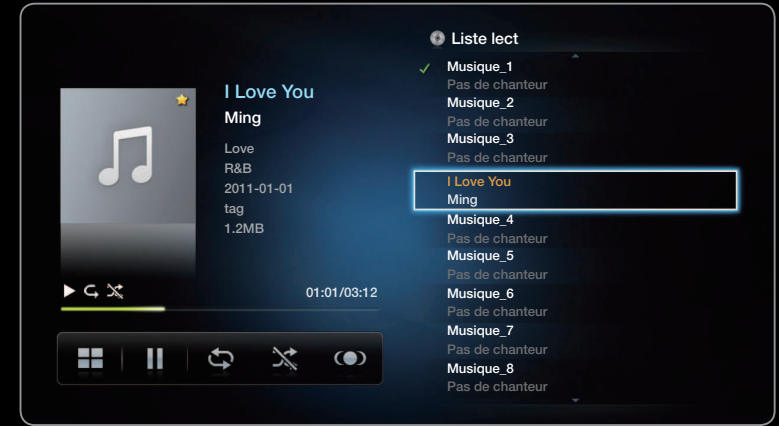 I Love You
Ming
Love
R&B
2011-01-01
tag
1.2MB
01:01/03:12
Liste lect
Musique_1
Pas de chanteur
Musique_2
Pas de chanteur
Musique_3
Pas de chanteur
I Love You
Ming
Musique_4
Pas de chanteur
Musique_5
Pas de chanteur
Musique_6
Pas de chanteur
Musique_7
Pas de chanteur
Musique_8
Pas de chanteur